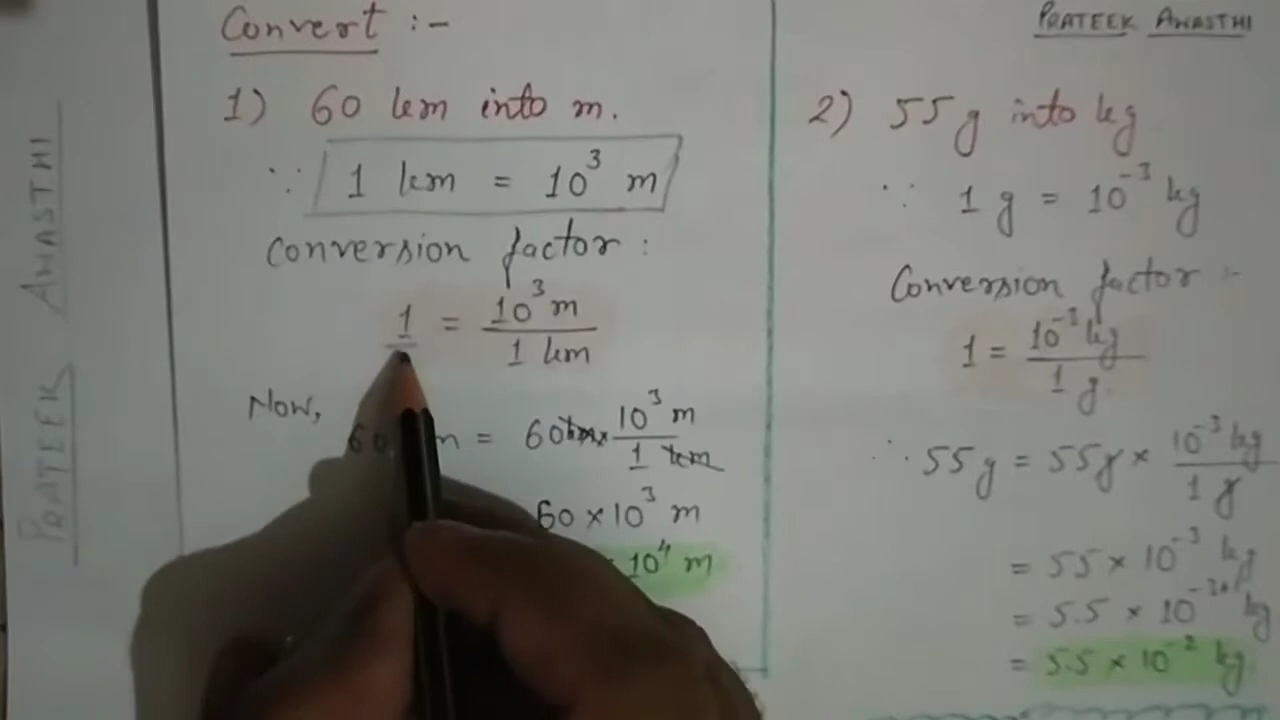 Convert :-
1) 60 km into m.
∵ 1 km = 10³ m
Conversion factor :
1 = 10³ m / 1 km
Now,
60 m = 60 km × 10³ m / 1 km
60 × 10³ m
10⁴ m
PRATEEK AWASTHI
2) 55 g into kg
∵ 1 g = 10⁻³ kg
Conversion factor :-
1 = 10⁻³ kg / 1 g
∴ 55 g = 55 g × 10⁻³ kg / 1 g
= 55 × 10⁻³ kg
= 5.5 × 10⁻³⁺¹ kg
= 5.5 × 10⁻² kg
PRATEEK AWASTHI